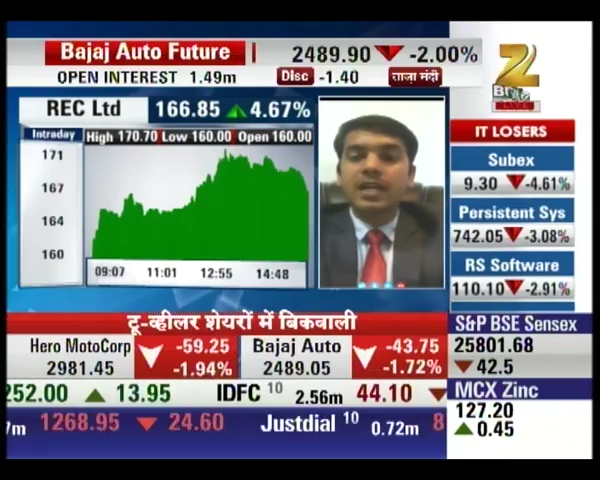 Bajaj Auto Future 2489.90 -2.00%
OPEN INTEREST 1.49m Disc -1.40 ताज़ा मंदी
REC Ltd 166.85 4.67%
Intraday High 170.70 Low 160.00 Open 160.00
171
167
164
160
09:07 11:01 12:55 14:48
Z
LIVE
IT LOSERS
Subex
9.30 -4.61%
Persistent Sys
742.05 -3.08%
RS Software
110.10 -2.91%
टू-व्हीलर शेयरों में बिकवाली
Hero MotoCorp -59.25
2981.45 -1.94%
Bajaj Auto -43.75
2489.05 -1.72%
S&P BSE Sensex
25801.68
42.5
MCX Zinc
127.20
0.45
252.00 13.95 IDFC 10 2.56m 44.10
7m 1268.95 24.60 Justdial 10 0.72m 8